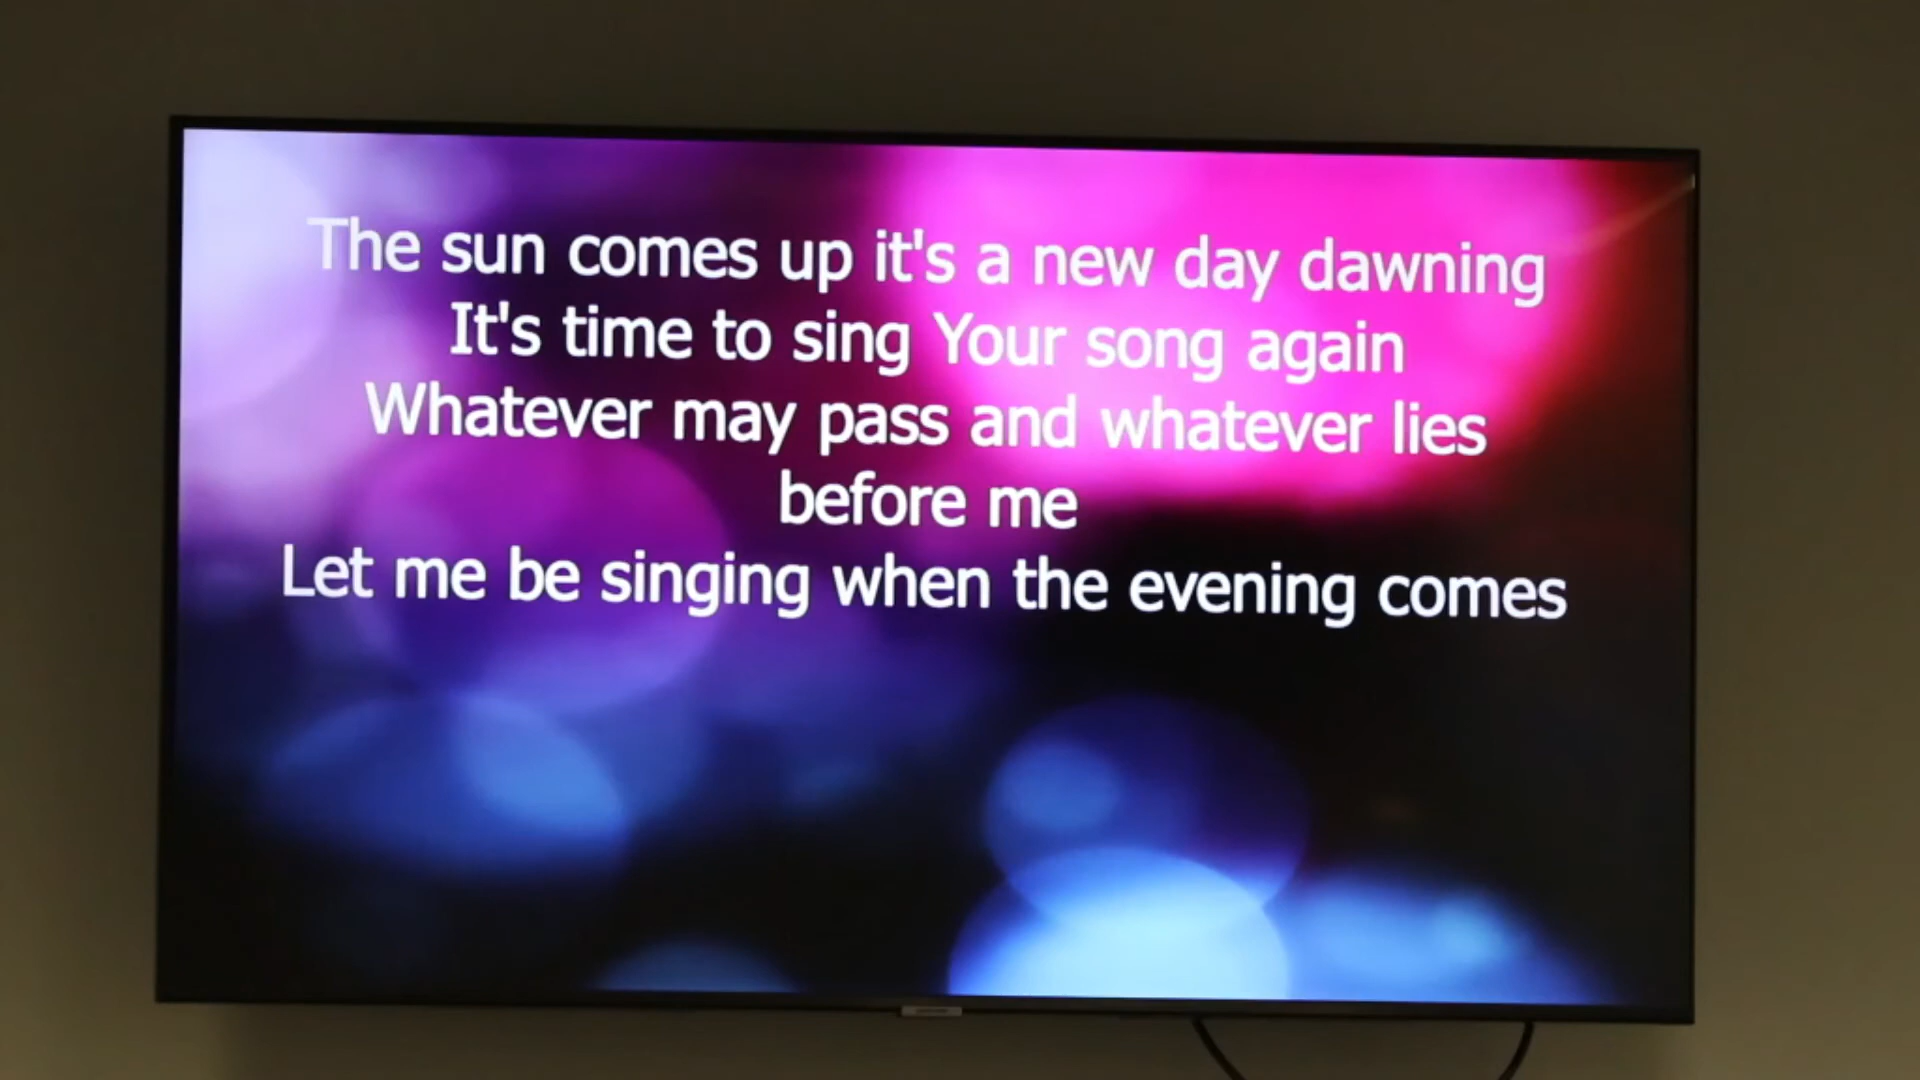 The sun comes up it's a new day dawning
It's time to sing Your song again
Whatever may pass and whatever lies
before me
Let me be singing when the evening comes